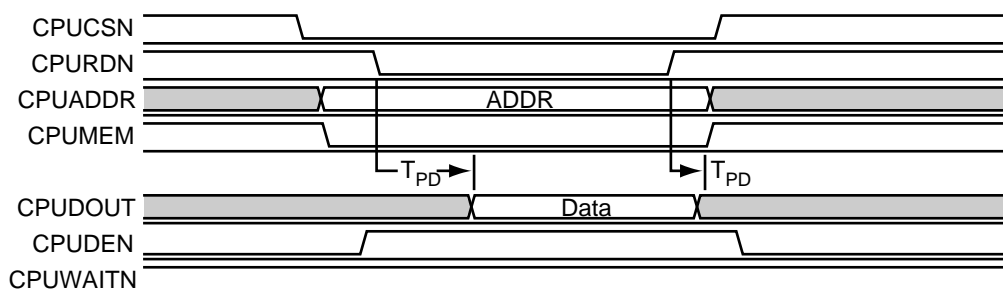 CPUCSN
CPURDN
CPUADDR ADDR
CPUMEM
TPD TPD
CPUDOUT Data
CPUDEN
CPUWAITN